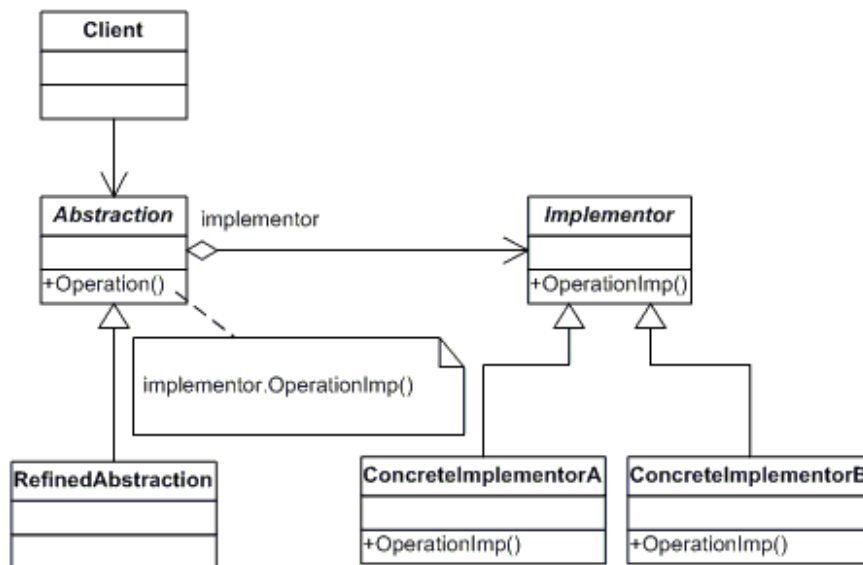 Client
Abstraction
implementor
Implementor
+Operation()
+OperationImp()
implementor.OperationImp()
RefinedAbstraction
ConcreteImplementorA
ConcreteImplementorB
+OperationImp()
+OperationImp()